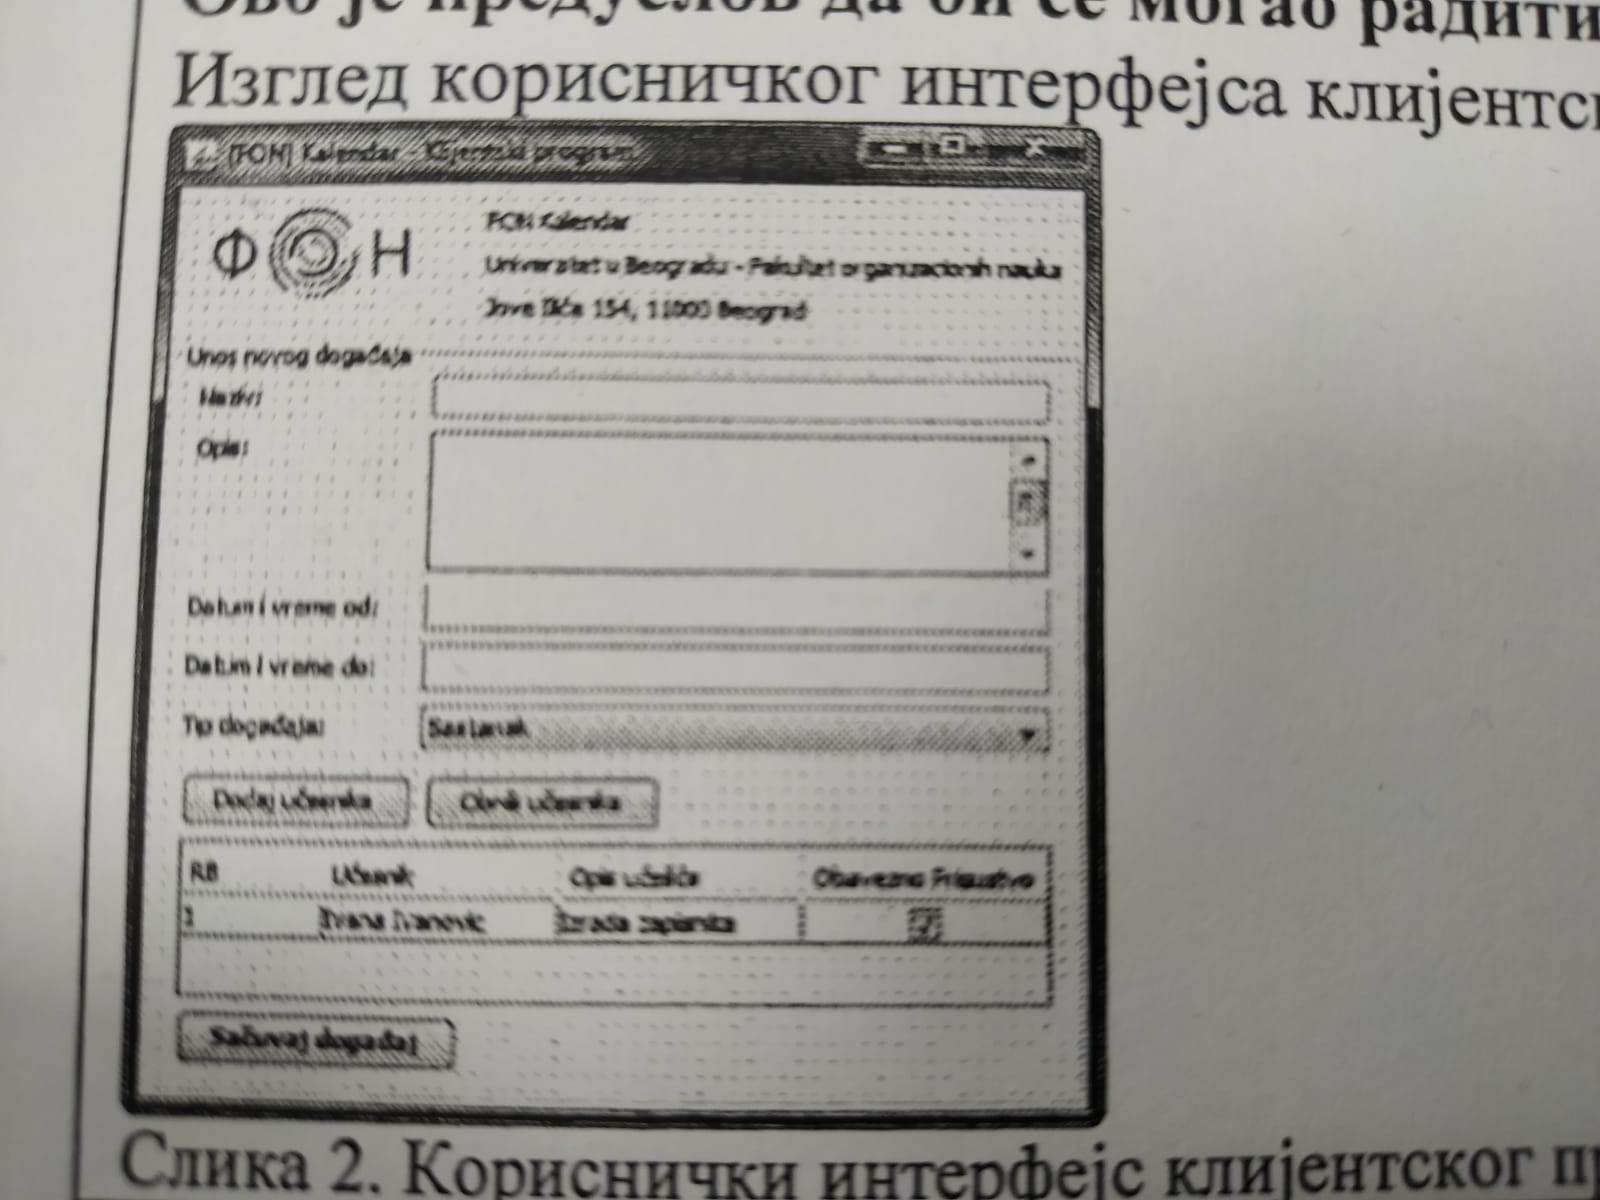 Ово је предуслов да би се могао радити
Изглед корисничког интерфејса клијентс
[FON] Kalendar - Klijentski program
ФОН
FON Kalendar
Univerzitet u Beogradu - Fakultet organizacionih nauka
Jove Ilića 154, 11000 Beograd
Unos novog događaja
Naziv:
Opis:
Datum i vreme od:
Datum i vreme do:
Tip događaja: Sastanak
Dodaj učesnika Obriši učesnika
RB Učesnik Opis učešća Obavezno Prisustvo
1 Ivana Ivanovic Izrada zapisnika
Sačuvaj događaj
Слика 2. Кориснички интерфејс клијентског пр